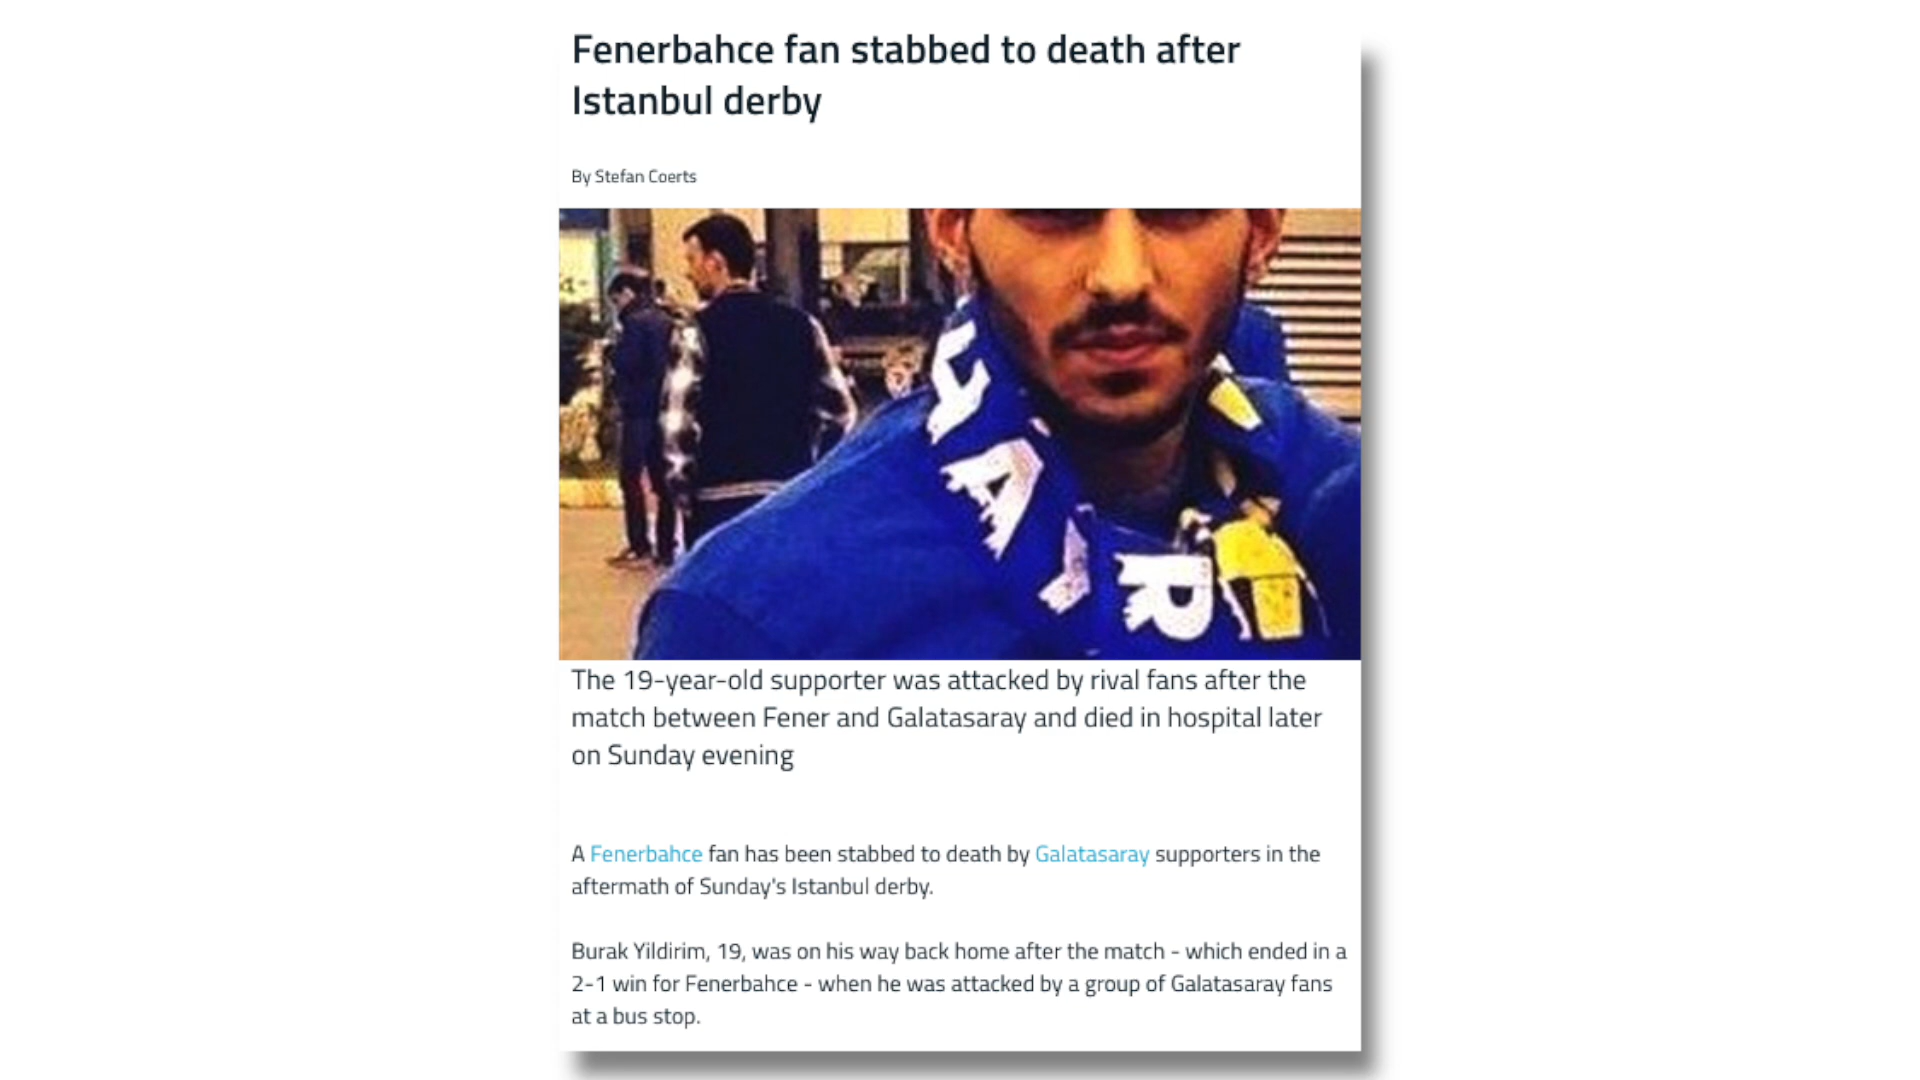 Fenerbahce fan stabbed to death after
Istanbul derby
By Stefan Coerts
The 19-year-old supporter was attacked by rival fans after the
match between Fener and Galatasaray and died in hospital later
on Sunday evening
A Fenerbahce fan has been stabbed to death by Galatasaray supporters in the
aftermath of Sunday's Istanbul derby.
Burak Yildirim, 19, was on his way back home after the match - which ended in a
2-1 win for Fenerbahce - when he was attacked by a group of Galatasaray fans
at a bus stop.